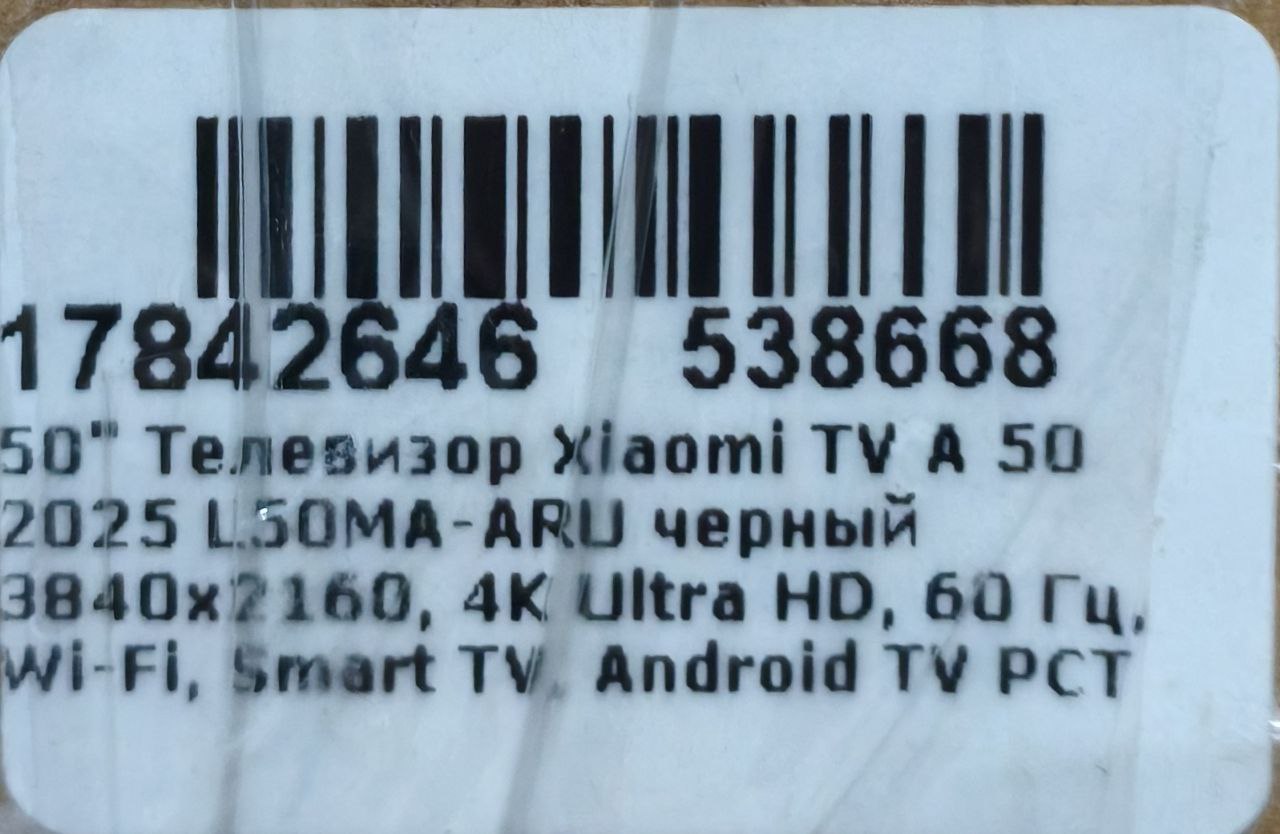 17842646 538668
50" Телевизор Xiaomi TV A 50
2025 L50MA-ARU черный
3840x2160, 4K Ultra HD, 60 Гц,
Wi-Fi, Smart TV, Android TV РСТ